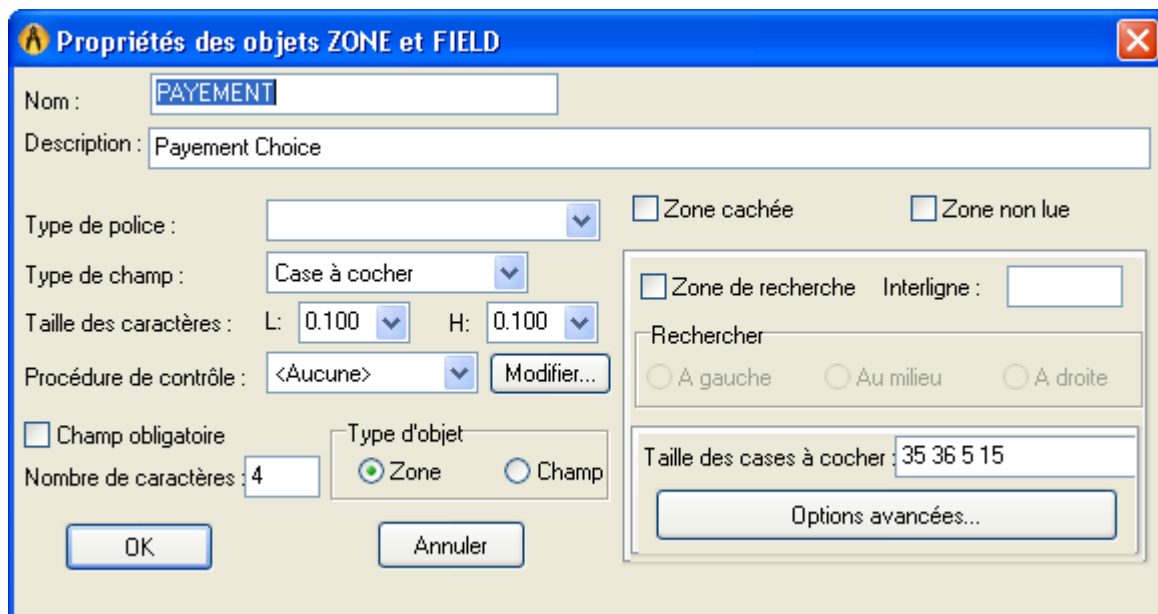 Propriétés des objets ZONE et FIELD
Nom : PAYEMENT
Description : Payement Choice
Type de police :
Zone cachée Zone non lue
Type de champ : Case à cocher
Zone de recherche Interligne :
Taille des caractères : L: 0.100 H: 0.100
Rechercher
A gauche Au milieu A droite
Procédure de contrôle : <Aucune> Modifier...
Champ obligatoire
Type d'objet
Zone Champ
Nombre de caractères : 4
Taille des cases à cocher : 35 36 5 15
Options avancées...
OK Annuler